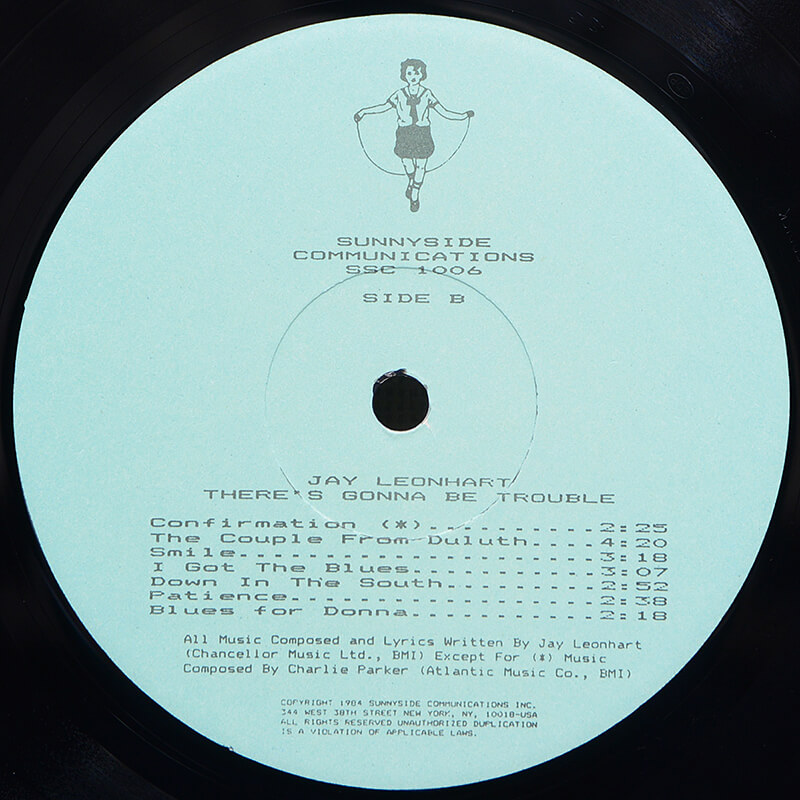 SUNNYSIDE
COMMUNICATIONS
SSC 1006
SIDE B
JAY LEONHART
THERE'S GONNA BE TROUBLE
Confirmation (*).............2:25
The Couple From Duluth.....4:20
Smile...........................3:18
I Got The Blues..............3:07
Down In The South...........2:52
Patience.......................2:38
Blues for Donna..............2:18
All Music Composed and Lyrics Written By Jay Leonhart
(Chancellor Music Ltd., BMI) Except For (*) Music
Composed By Charlie Parker (Atlantic Music Co., BMI)
COPYRIGHT 1984 SUNNYSIDE COMMUNICATIONS INC.
344 WEST 38TH STREET NEW YORK, NY, 10018-USA
ALL RIGHTS RESERVED UNAUTHORIZED DUPLICATION
IS A VIOLATION OF APPLICABLE LAWS.